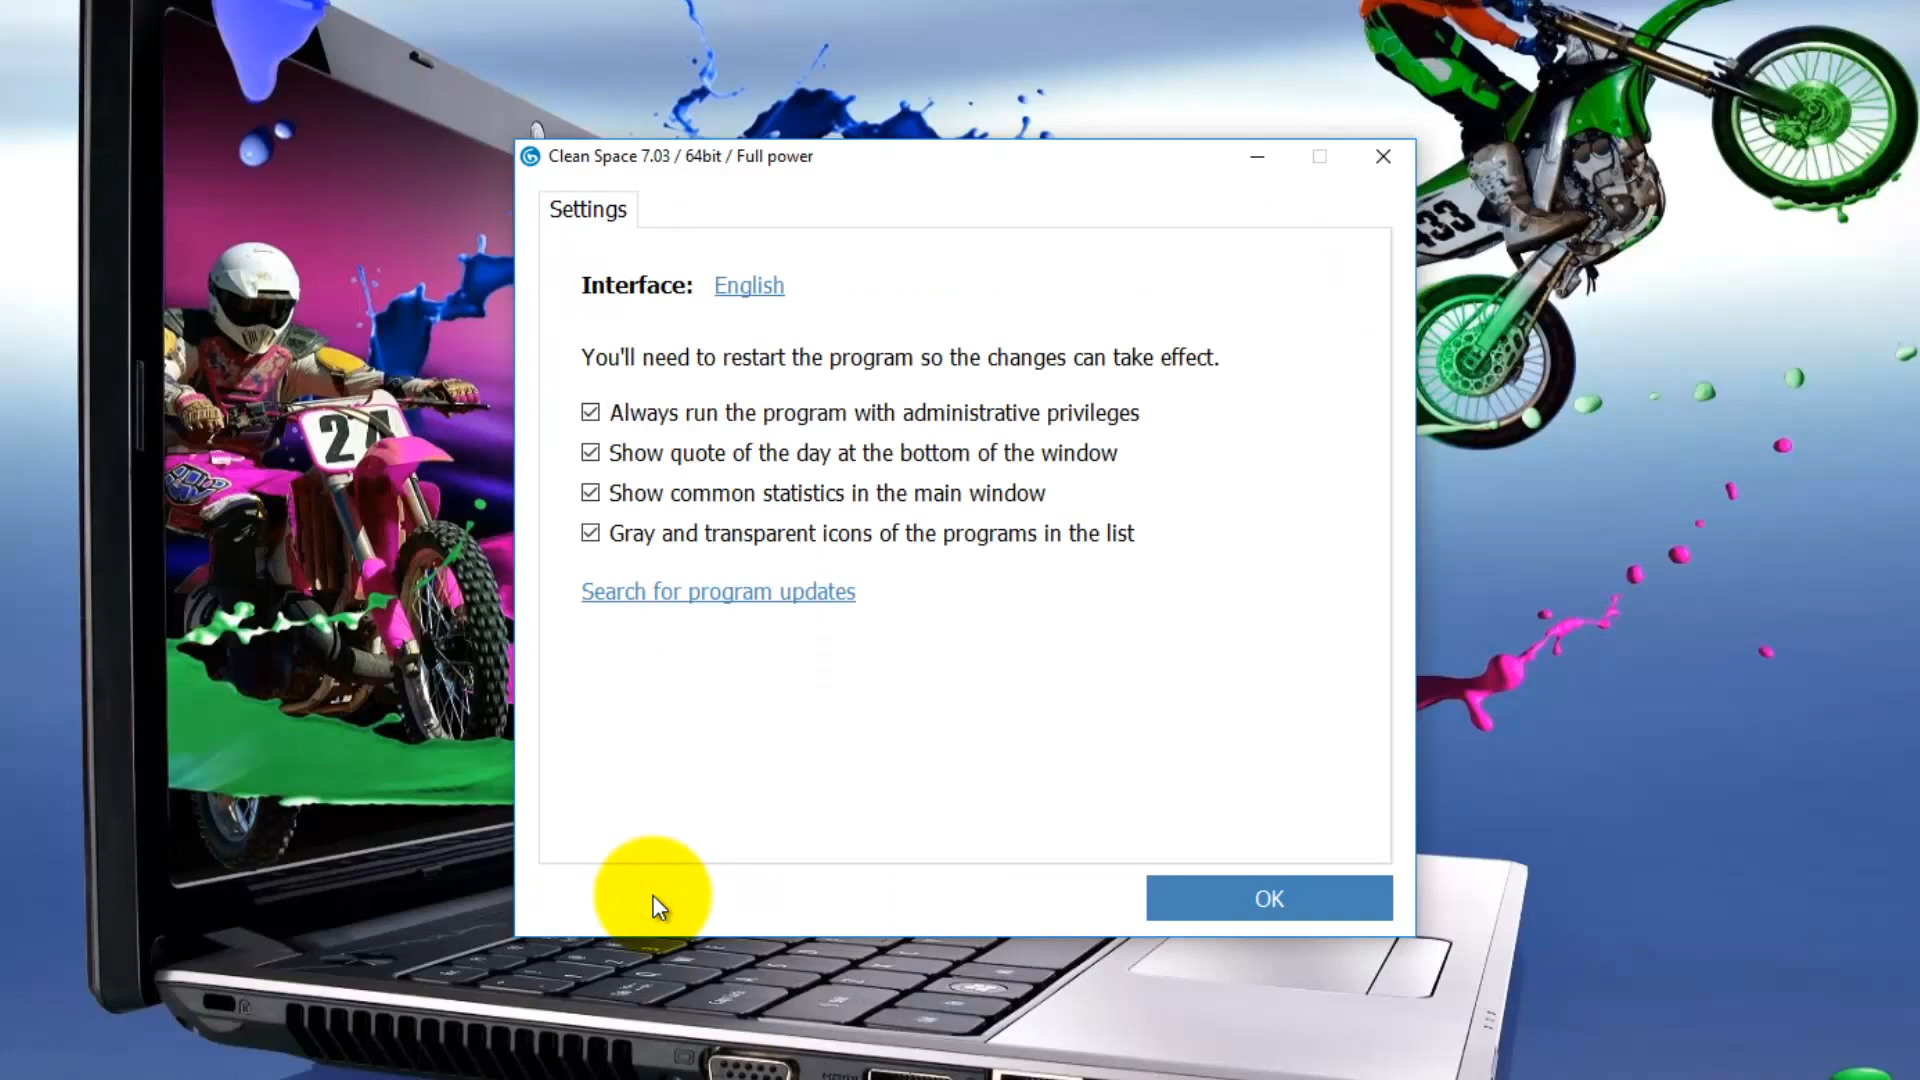 Clean Space 7.03 / 64bit / Full power
Settings
Interface: English
You'll need to restart the program so the changes can take effect.
Always run the program with administrative privileges
Show quote of the day at the bottom of the window
Show common statistics in the main window
Gray and transparent icons of the programs in the list
Search for program updates
OK
433